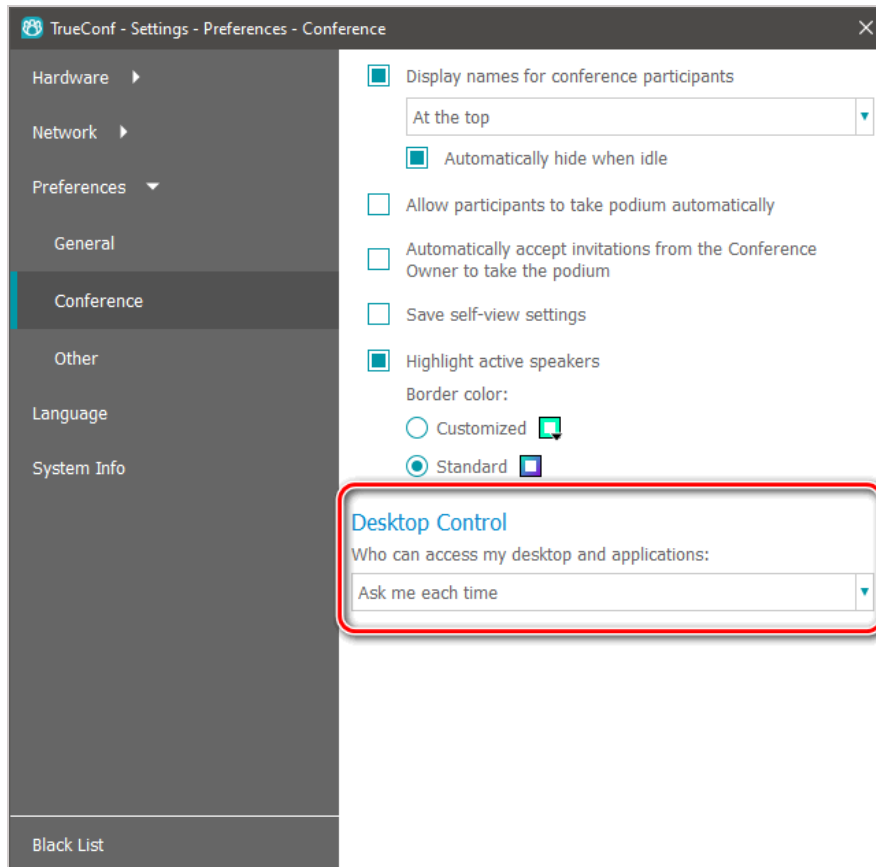 TrueConf - Settings - Preferences - Conference
Hardware
Network
Preferences
General
Conference
Other
Language
System Info
Black List
Display names for conference participants
At the top
Automatically hide when idle
Allow participants to take podium automatically
Automatically accept invitations from the Conference
Owner to take the podium
Save self-view settings
Highlight active speakers
Border color:
Customized
Standard
Desktop Control
Who can access my desktop and applications:
Ask me each time